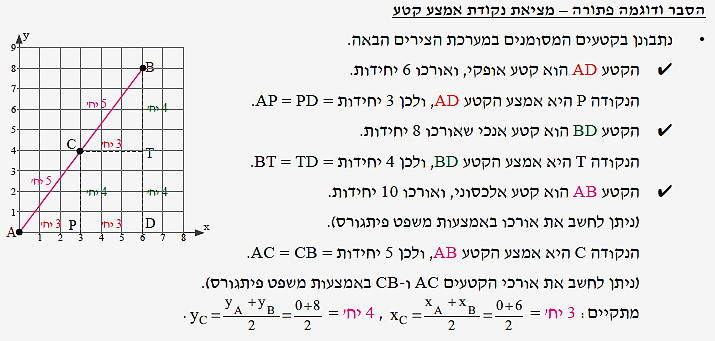 הסבר ודוגמה פתורה – מציאת נקודת אמצע קטע
• נתבונן בקטעים המסומנים במערכת הצירים הבאה.
✔ הקטע AD הוא קטע אופקי, ואורכו 6 יחידות.
הנקודה P היא אמצע הקטע AD, ולכן 3 יחידות = AP = PD.
✔ הקטע BD הוא קטע אנכי שאורכו 8 יחידות.
הנקודה T היא אמצע הקטע BD, ולכן 4 יחידות = BT = TD.
✔ הקטע AB הוא קטע אלכסוני, ואורכו 10 יחידות.
(ניתן לחשב את אורכו באמצעות משפט פיתגורס).
הנקודה C היא אמצע הקטע AB, ולכן 5 יחידות = AC = CB.
(ניתן לחשב את אורכי הקטעים AC ו-CB באמצעות משפט פיתגורס).
מתקיים: x_C = (x_A + x_B)/2 = (0+6)/2 = 3 יח' , y_C = (y_A + y_B)/2 = (0+8)/2 = 4 יח' .
y
9
8
7
6
5
4
3
2
1
B
5 יח'
4 יח'
C
3 יח'
T
5 יח'
4 יח'
4 יח'
3 יח'
P
3 יח'
D
A
x
1 2 3 4 5 6 7 8